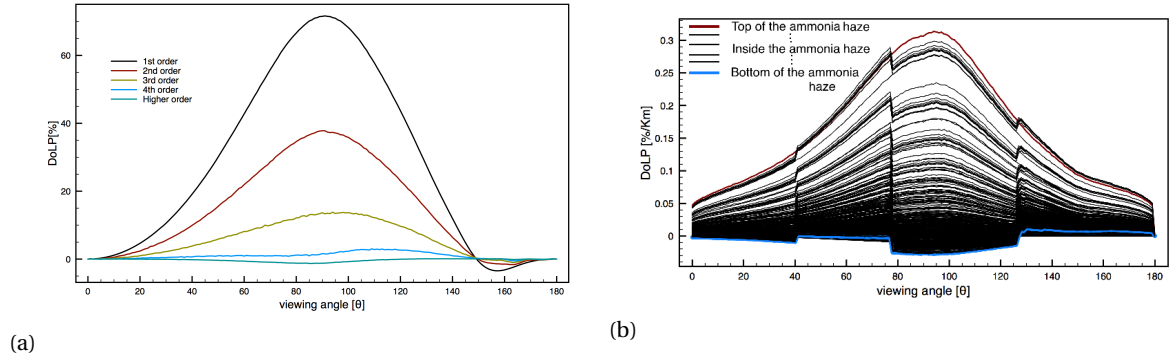 DoLP[%]
60
40
20
0
1st order
2nd order
3rd order
4th order
Higher order
0 20 40 60 80 100 120 140 160 180
viewing angle [θ]
(a)
DoLP [%/Km]
0.3
0.25
0.2
0.15
0.1
0.05
0
Top of the ammonia haze
Inside the ammonia haze
Bottom of the ammonia
haze
0 20 40 60 80 100 120 140 160 180
viewing angle [θ]
(b)